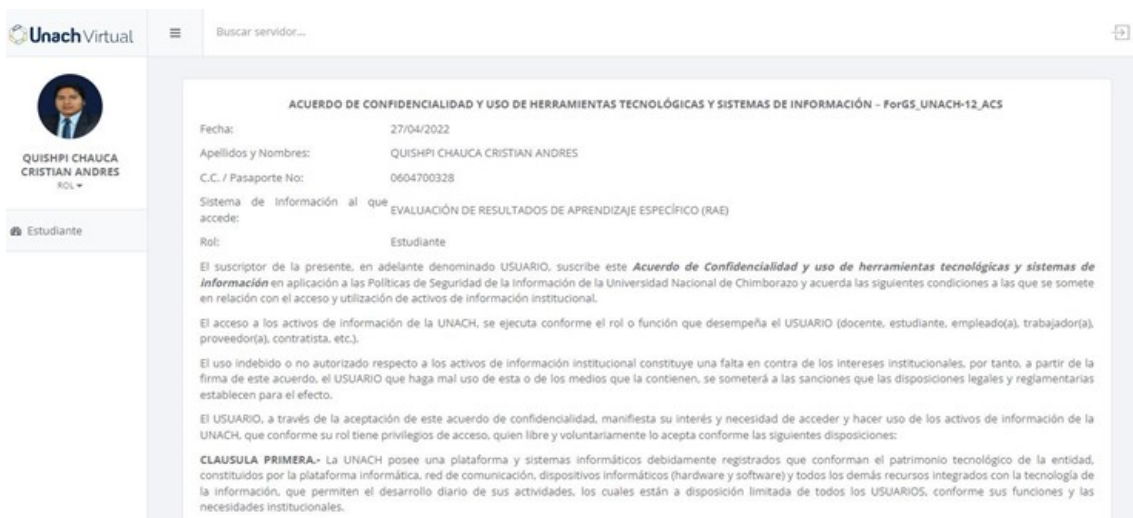 Unach Virtual
Buscar servidor...
QUISHPI CHAUCA
CRISTIAN ANDRES
ROL
Estudiante
ACUERDO DE CONFIDENCIALIDAD Y USO DE HERRAMIENTAS TECNOLÓGICAS Y SISTEMAS DE INFORMACIÓN – ForGS_UNACH-12_ACS
Fecha: 27/04/2022
Apellidos y Nombres: QUISHPI CHAUCA CRISTIAN ANDRES
C.C. / Pasaporte No: 0604700328
Sistema de Información al que
accede: EVALUACIÓN DE RESULTADOS DE APRENDIZAJE ESPECÍFICO (RAE)
Rol: Estudiante
El suscriptor de la presente, en adelante denominado USUARIO, suscribe este Acuerdo de Confidencialidad y uso de herramientas tecnológicas y sistemas de
información en aplicación a las Políticas de Seguridad de la Información de la Universidad Nacional de Chimborazo y acuerda las siguientes condiciones a las que se somete
en relación con el acceso y utilización de activos de información institucional.
El acceso a los activos de información de la UNACH, se ejecuta conforme el rol o función que desempeña el USUARIO (docente, estudiante, empleado(a), trabajador(a),
proveedor(a), contratista, etc.).
El uso indebido o no autorizado respecto a los activos de información institucional constituye una falta en contra de los intereses institucionales, por tanto, a partir de la
firma de este acuerdo, el USUARIO que haga mal uso de esta o de los medios que la contienen, se someterá a las sanciones que las disposiciones legales y reglamentarias
establecen para el efecto.
El USUARIO, a través de la aceptación de este acuerdo de confidencialidad, manifiesta su interés y necesidad de acceder y hacer uso de los activos de información de la
UNACH, que conforme su rol tiene privilegios de acceso, quien libre y voluntariamente lo acepta conforme las siguientes disposiciones:
CLAUSULA PRIMERA.- La UNACH posee una plataforma y sistemas informáticos debidamente registrados que conforman el patrimonio tecnológico de la entidad,
constituidos por la plataforma informática, red de comunicación, dispositivos informáticos (hardware y software) y todos los demás recursos integrados con la tecnología de
la información, que permiten el desarrollo diario de sus actividades, los cuales están a disposición limitada de todos los USUARIOS, conforme sus funciones y las
necesidades institucionales.